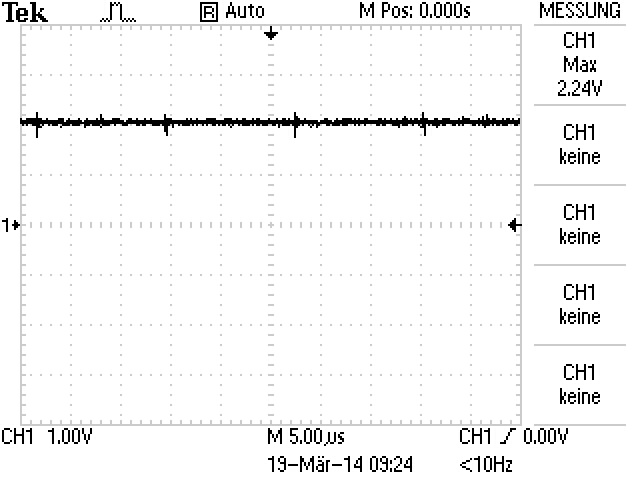 Tek
R Auto
M Pos: 0.000s
MESSUNG
CH1
Max
2.24V
CH1
keine
CH1
keine
CH1
keine
CH1
keine
1
CH1 1.00V
M 5.00µs
CH1 0.00V
19-Mär-14 09:24
<10Hz